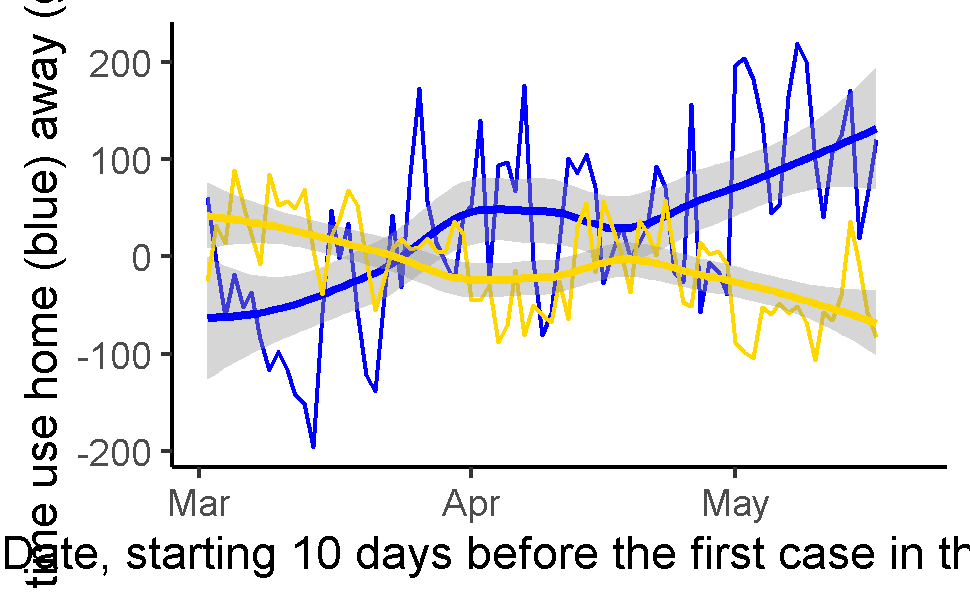 time use home (blue) away (
200
100
0
-100
-200
Mar Apr May
Date, starting 10 days before the first case in th